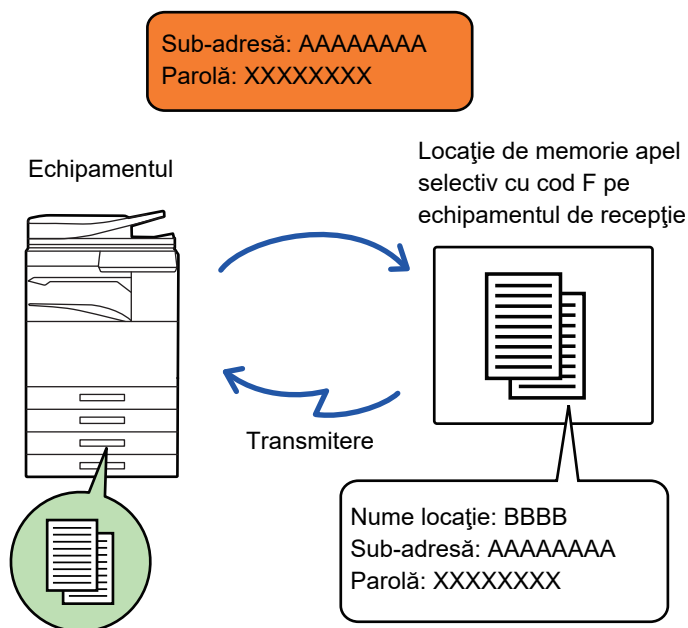 Sub-adresă: AAAAAAAA
Parolă: XXXXXXXX
Echipamentul
Locaţie de memorie apel
selectiv cu cod F pe
echipamentul de recepţie
Transmitere
Nume locaţie: BBBB
Sub-adresă: AAAAAAAA
Parolă: XXXXXXXX